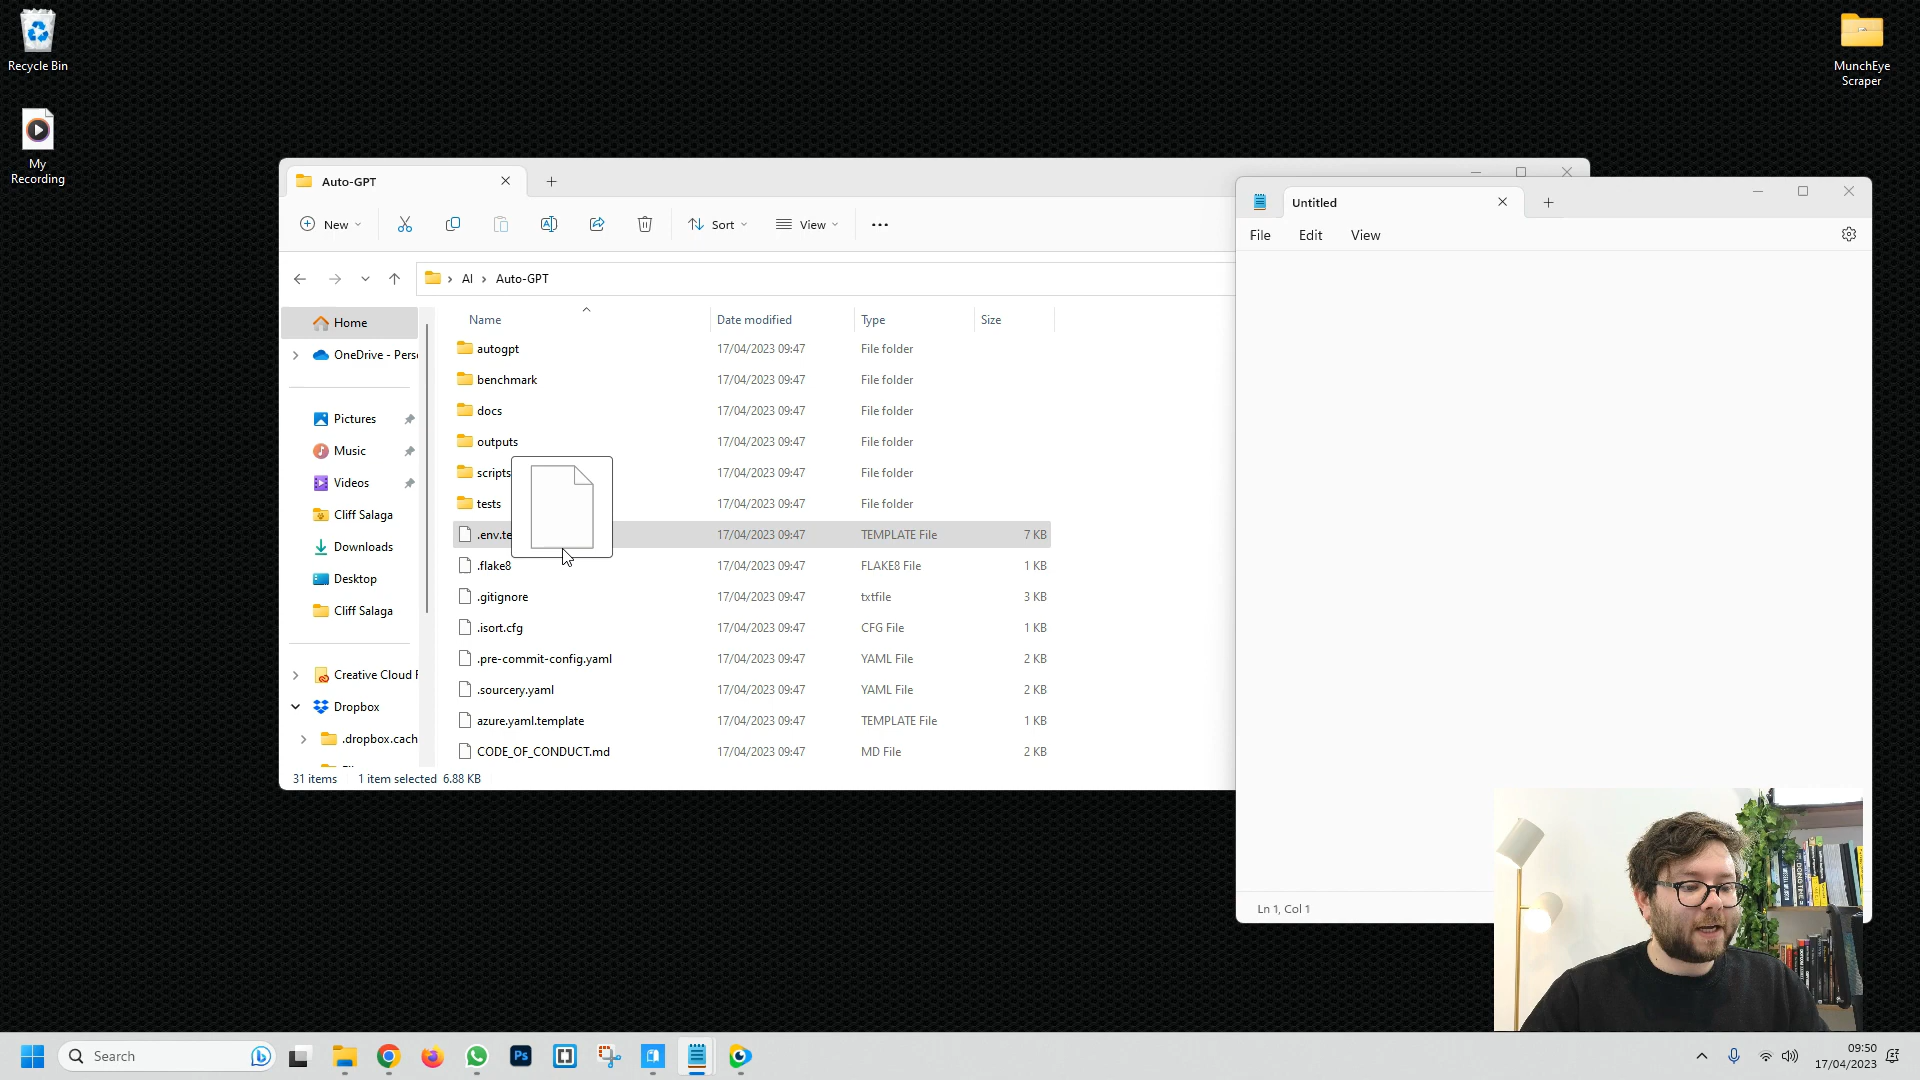 Recycle Bin
MunchEye
Scraper
My
Recording
Auto-GPT
New
Sort
View
AI
Auto-GPT
Untitled
File Edit View
Name Date modified Type Size
Home
OneDrive - Pers
Pictures
Music
Videos
Cliff Salaga
Downloads
Desktop
Cliff Salaga
Creative Cloud F
Dropbox
.dropbox.cach
autogpt 17/04/2023 09:47 File folder
benchmark 17/04/2023 09:47 File folder
docs 17/04/2023 09:47 File folder
outputs 17/04/2023 09:47 File folder
scripts 17/04/2023 09:47 File folder
tests 17/04/2023 09:47 File folder
.env.te 17/04/2023 09:47 TEMPLATE File 7 KB
.flake8 17/04/2023 09:47 FLAKE8 File 1 KB
.gitignore 17/04/2023 09:47 txtfile 3 KB
.isort.cfg 17/04/2023 09:47 CFG File 1 KB
.pre-commit-config.yaml 17/04/2023 09:47 YAML File 2 KB
.sourcery.yaml 17/04/2023 09:47 YAML File 2 KB
azure.yaml.template 17/04/2023 09:47 TEMPLATE File 1 KB
CODE_OF_CONDUCT.md 17/04/2023 09:47 MD File 2 KB
31 items 1 item selected 6.88 KB
Ln 1, Col 1
Search
Ps
09:50
17/04/2023